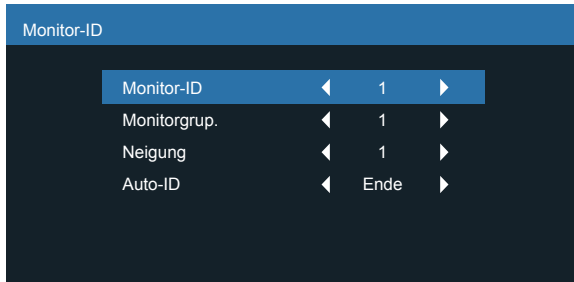 Monitor-ID
Monitor-ID 1
Monitorgrup. 1
Neigung 1
Auto-ID Ende